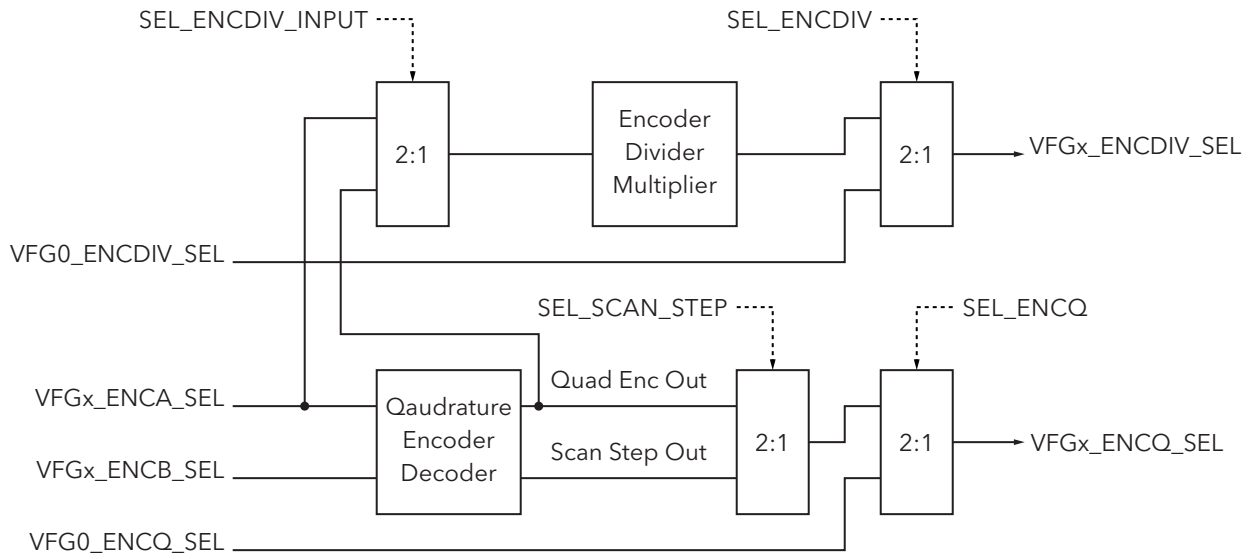 SEL_ENCDIV_INPUT
SEL_ENCDIV
2:1
Encoder
Divider
Multiplier
2:1
VFGx_ENCDIV_SEL
VFG0_ENCDIV_SEL
SEL_SCAN_STEP
SEL_ENCQ
VFGx_ENCA_SEL
VFGx_ENCB_SEL
Qaudrature
Encoder
Decoder
Quad Enc Out
Scan Step Out
2:1
2:1
VFGx_ENCQ_SEL
VFG0_ENCQ_SEL